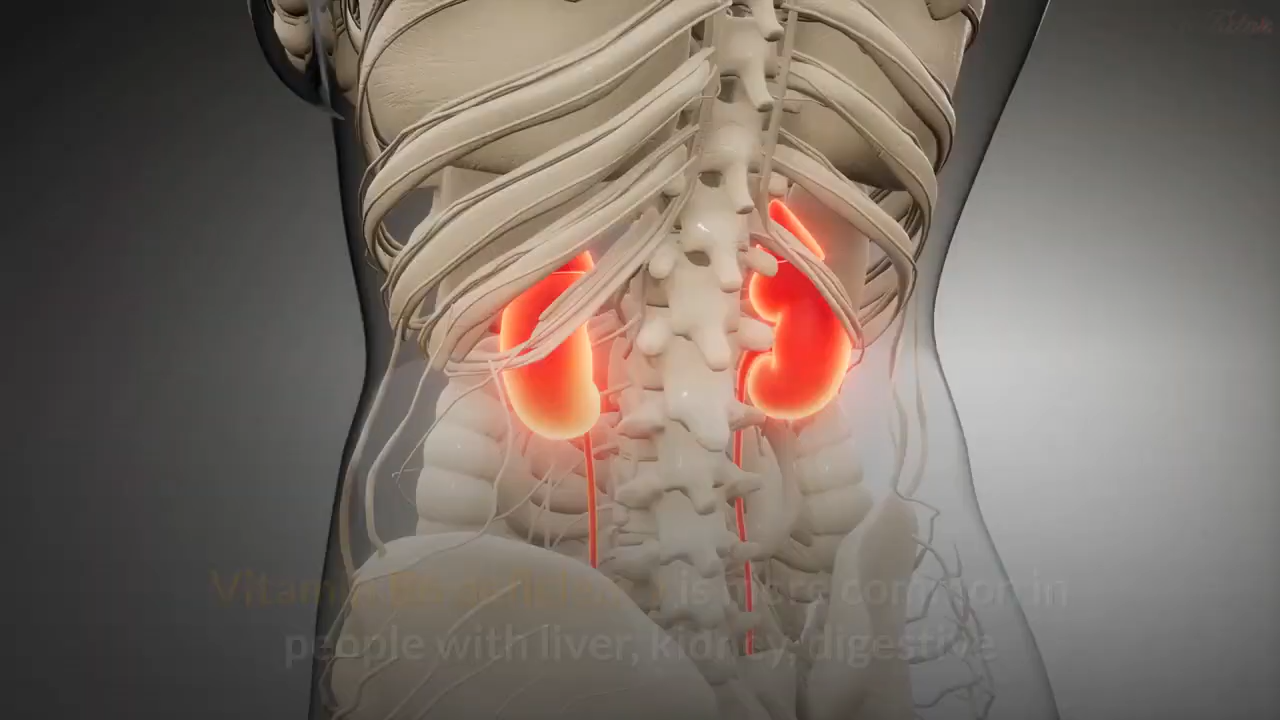 Vitamin B6 deficiency is more common in
people with liver, kidney, digestive